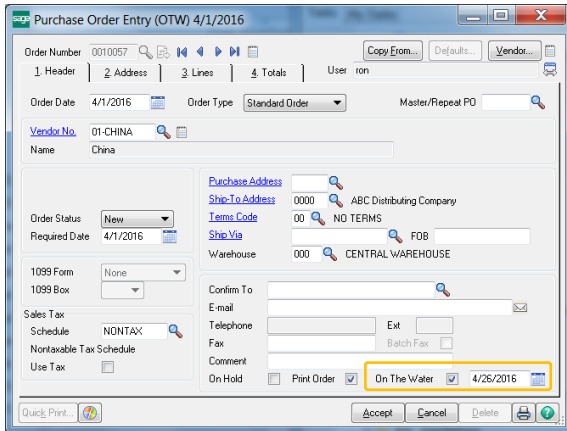 sage Purchase Order Entry (OTW) 4/1/2016
Order Number 0010057 Copy From... Defaults... Vendor...
1. Header 2. Address 3. Lines 4. Totals User ron
Order Date 4/1/2016 Order Type Standard Order Master/Repeat PO
Vendor No. 01-CHINA
Name China
Purchase Address
Ship-To Address 0000 ABC Distributing Company
Order Status New Terms Code 00 NO TERMS
Required Date 4/1/2016 Ship Via FOB
Warehouse 000 CENTRAL WAREHOUSE
1099 Form None
1099 Box Confirm To
E-mail
Sales Tax
Schedule NONTAX Telephone Ext
Nontaxable Tax Schedule Fax Batch Fax
Use Tax Comment
On Hold Print Order On The Water 4/26/2016
Quick Print... Accept Cancel Delete